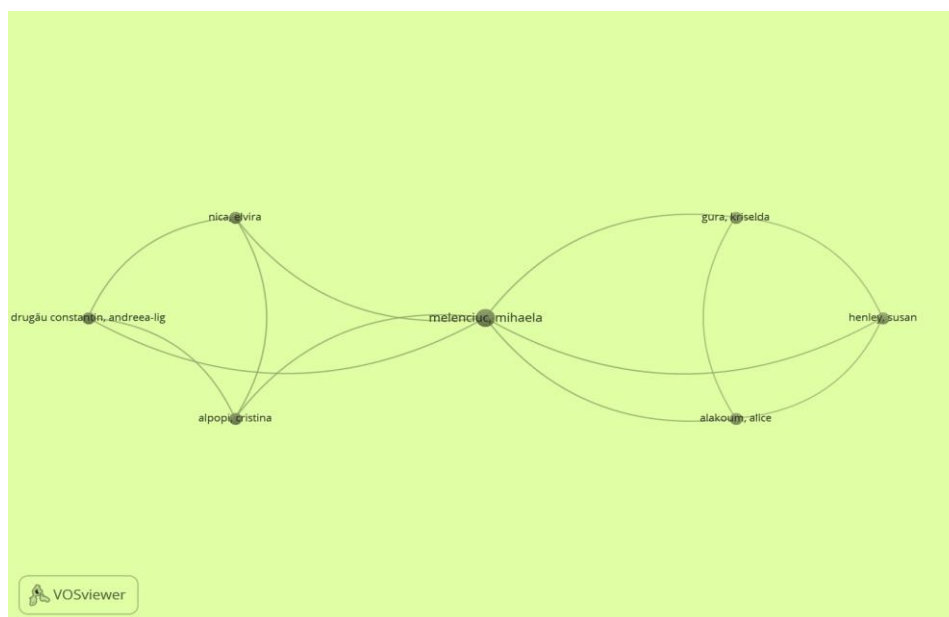 nica, elvira
gura, kriselda
drugău constantin, andreea-lig
melenciuc, mihaela
henley, susan
alpopi, cristina
alakoum, alice
VOSviewer